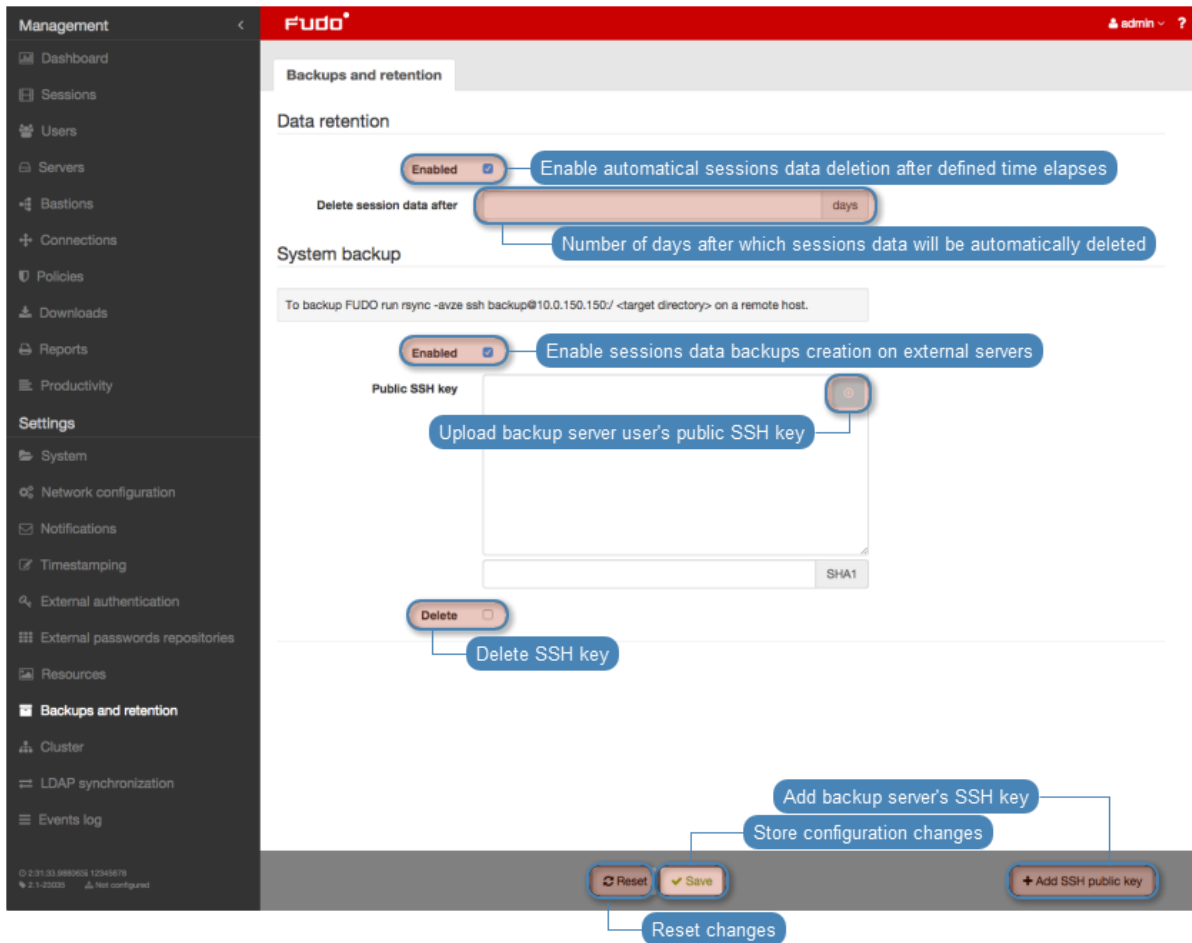 Management
Dashboard
Sessions
Users
Servers
Bastions
Connections
Policies
Downloads
Reports
Productivity
Settings
System
Network configuration
Notifications
Timestamping
External authentication
External passwords repositories
Resources
Backups and retention
Cluster
LDAP synchronization
Events log
2.1-23035 Not configured
FUDO
admin ?
Backups and retention
Data retention
Enabled
Enable automatical sessions data deletion after defined time elapses
Delete session data after days
Number of days after which sessions data will be automatically deleted
System backup
To backup FUDO run rsync -avze ssh backup@10.0.150.150:/ <target directory> on a remote host.
Enabled
Enable sessions data backups creation on external servers
Public SSH key
Upload backup server user's public SSH key
SHA1
Delete
Delete SSH key
Add backup server's SSH key
Store configuration changes
Reset Save + Add SSH public key
Reset changes